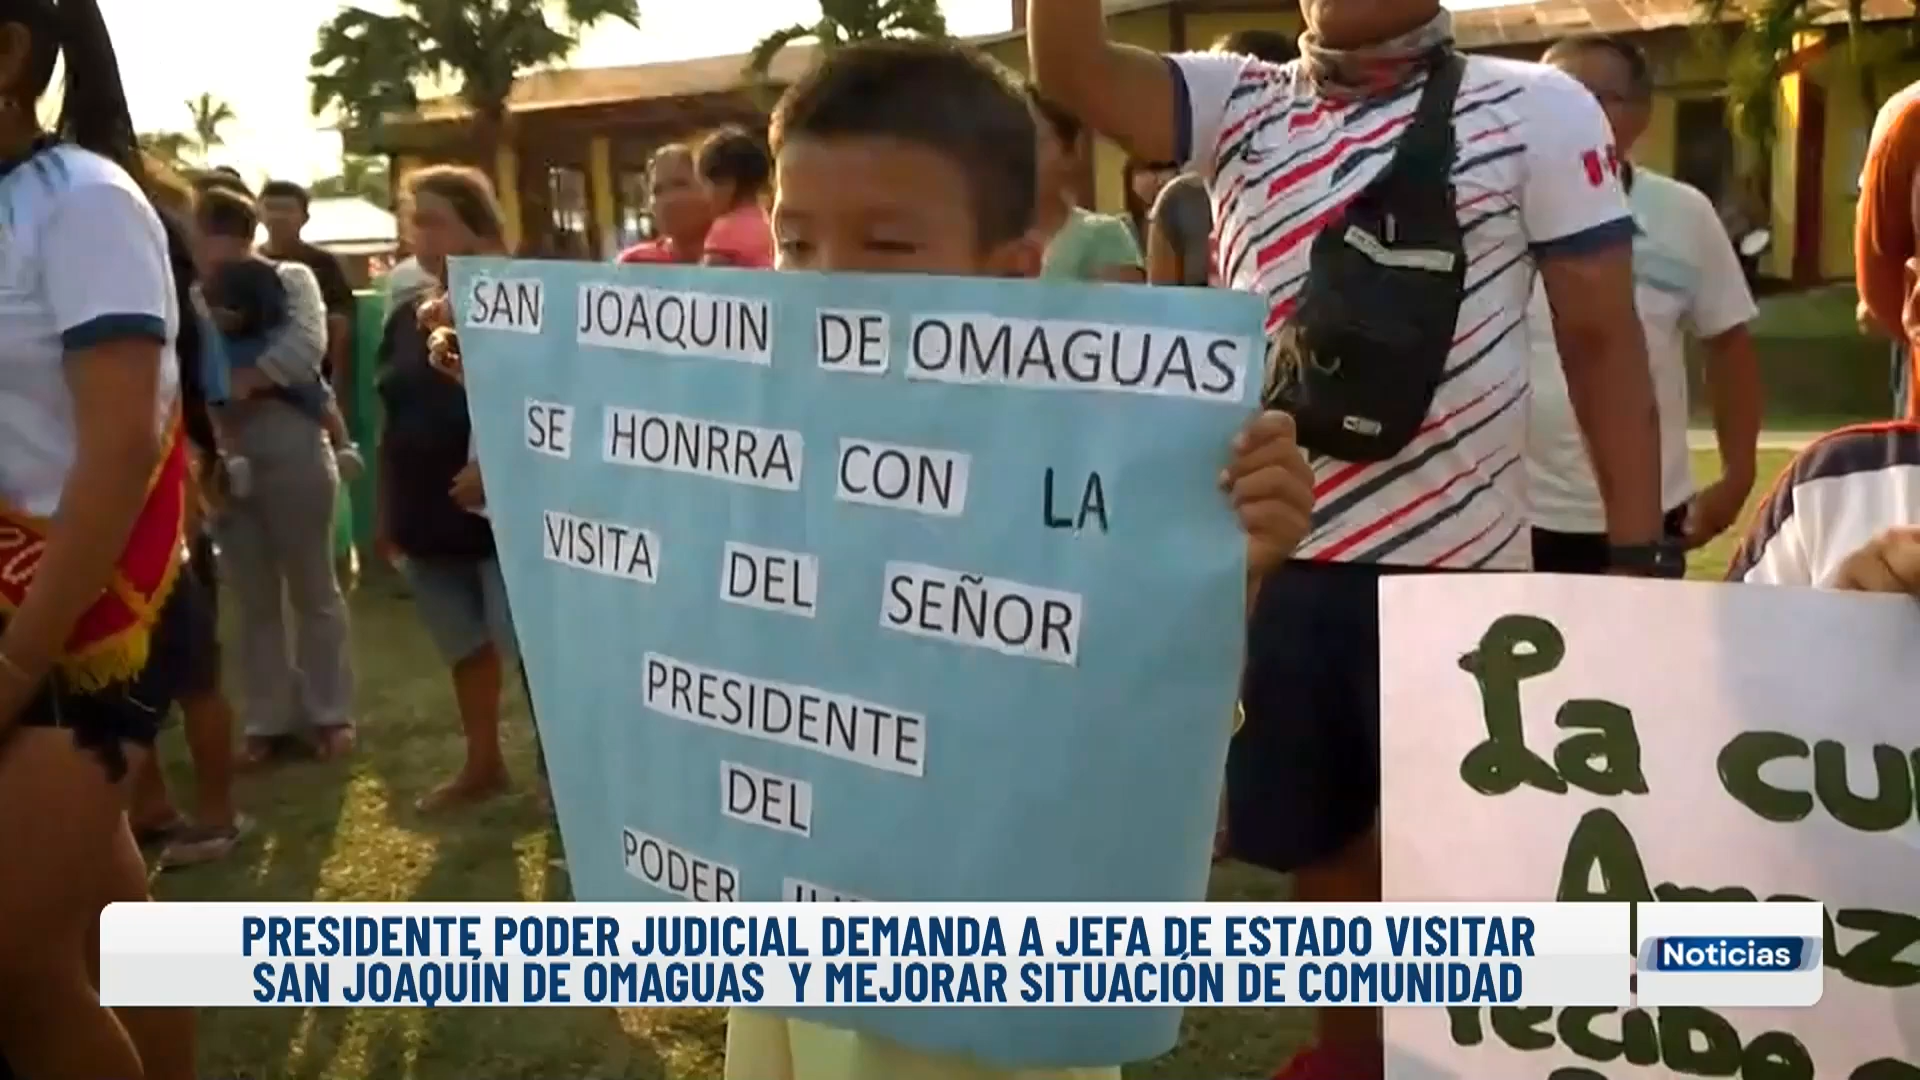 SAN JOAQUIN DE OMAGUAS
SE HONRRA CON LA
VISITA DEL SEÑOR
PRESIDENTE
DEL
PODER
La
PRESIDENTE PODER JUDICIAL DEMANDA A JEFA DE ESTADO VISITAR
SAN JOAQUÍN DE OMAGUAS Y MEJORAR SITUACIÓN DE COMUNIDAD
Noticias